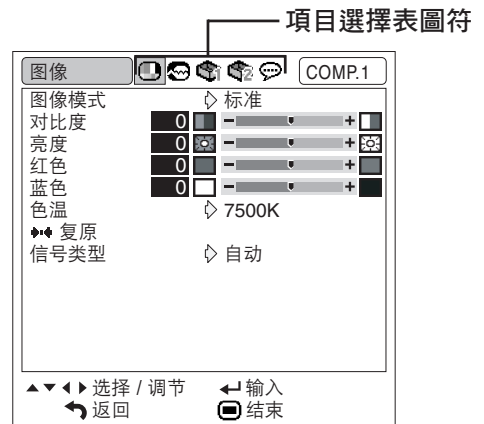 項目選擇表圖符
图像 COMP.1
图像模式 标准
对比度 0 − +
亮度 0 − +
红色 0 − +
蓝色 0 − +
色温 7500K
复原
信号类型 自动
选择 / 调节 输入
返回 结束